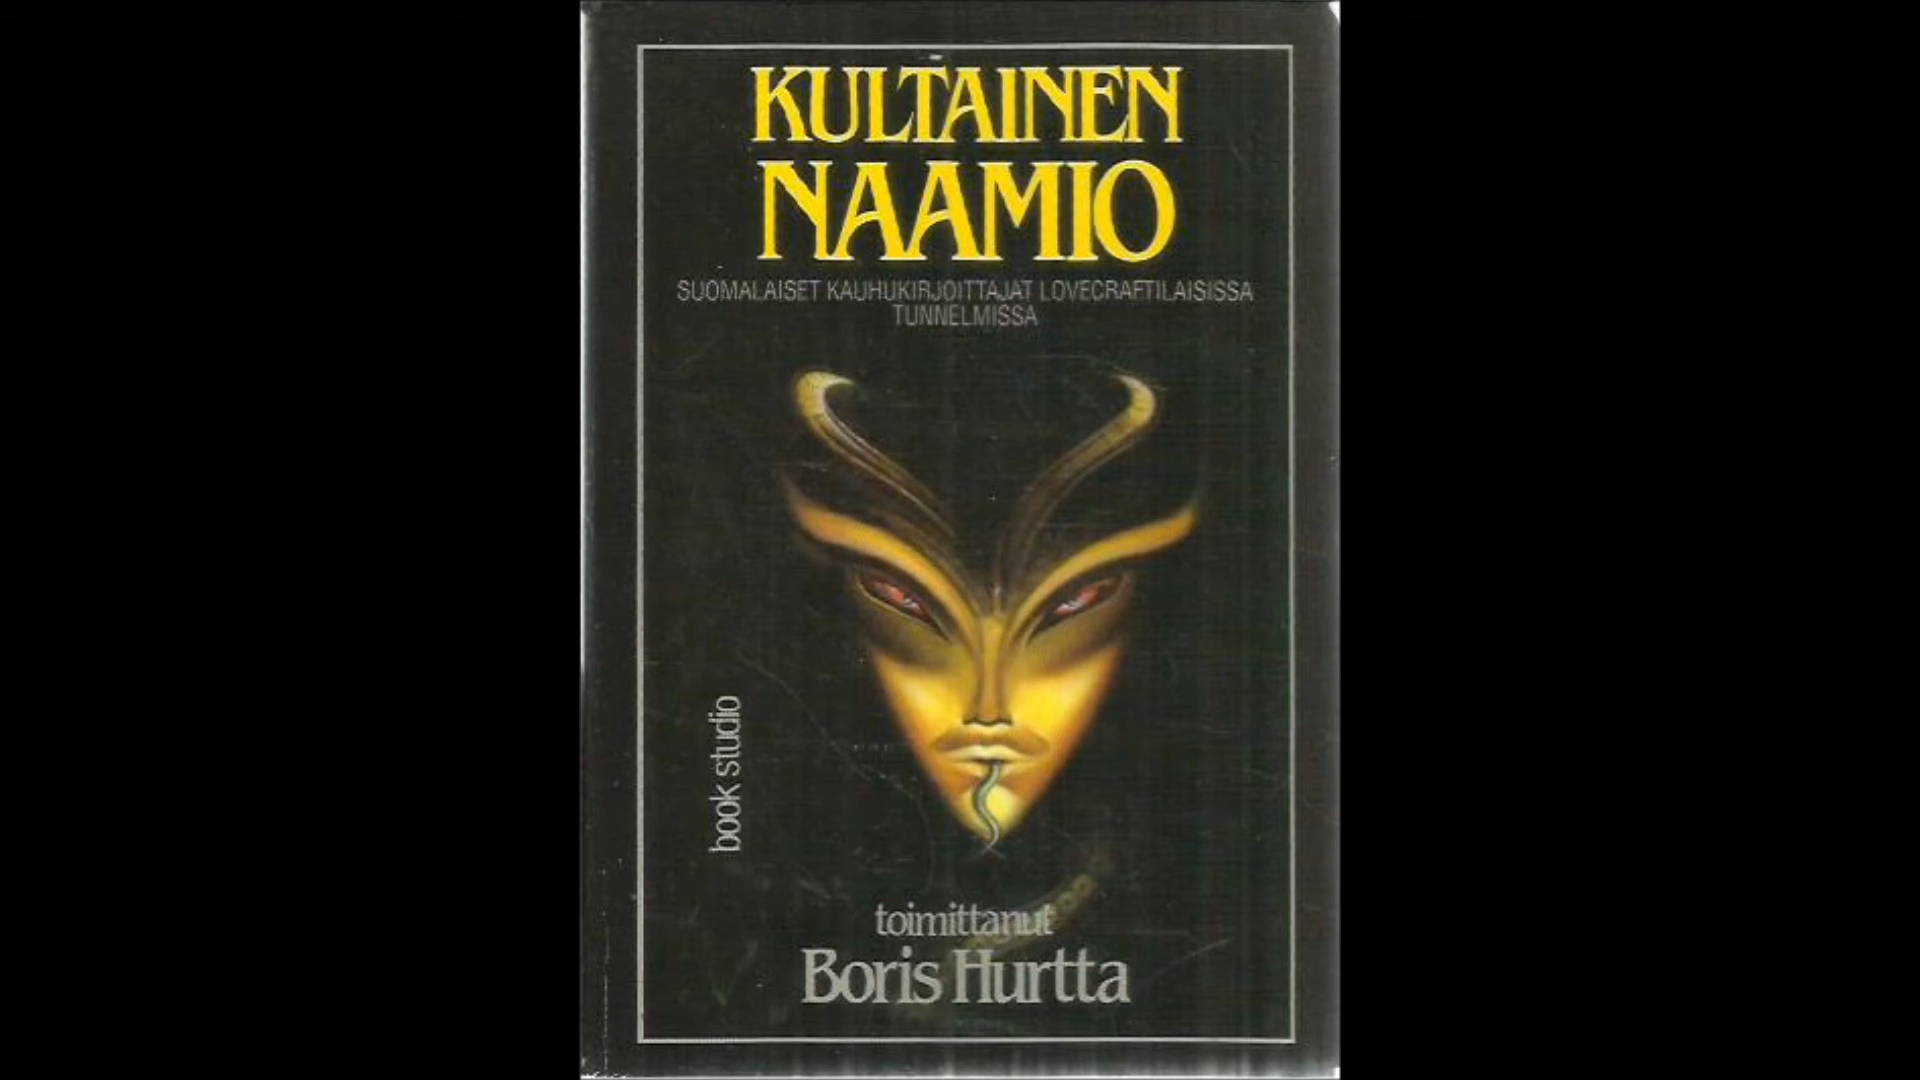 KULTAINEN
NAAMIO
SUOMALAISET KAUHUKIRJOITTAJAT LOVECRAFTILAISISSA
TUNNELMISSA
book studio
toimittanut
Boris Hurtta